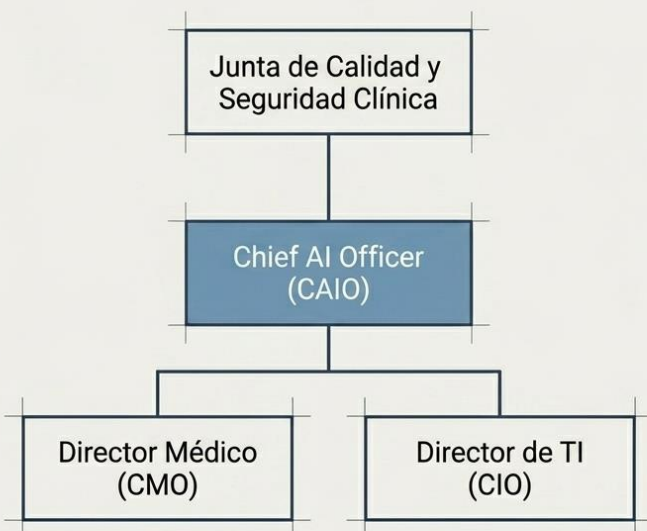 Junta de Calidad y
Seguridad Clínica
Chief AI Officer
(CAIO)
Director Médico
(CMO)
Director de TI
(CIO)